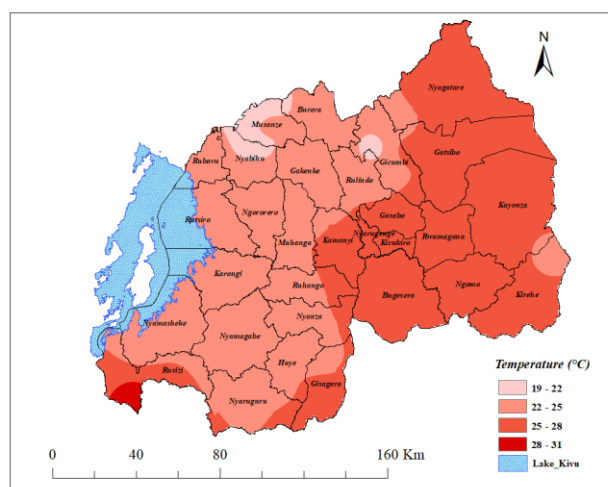 N
Nyagatare
Burera
Musanze
Gatsibo
Rubavu
Nyabihu
Gicumbi
Gakenke
Rulindo
Kayonza
Rutsiro
Ngororero
Gasabo
Nyarugenge
Kamonyi
Kicukiro
Rwamagana
Muhanga
Karongi
Ruhango
Bugesera
Ngoma
Kirehe
Nyamasheke
Nyanza
Nyamagabe
Huye
Rusizi
Gisagara
Nyaruguru
Temperature (°C)
19 - 22
22 - 25
25 - 28
28 - 31
Lake_Kivu
0 40 80 160 Km